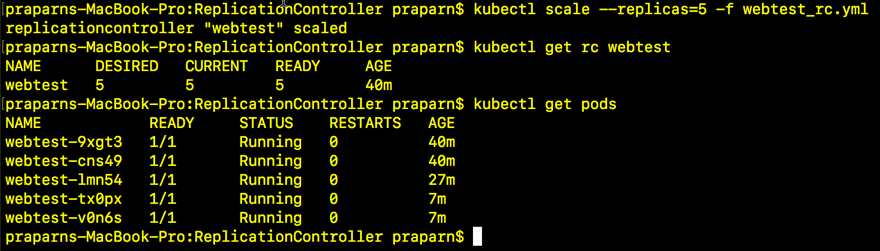 praparns-MacBook-Pro:ReplicationController praparn$ kubectl scale --replicas=5 -f webtest_rc.yml
replicationcontroller "webtest" scaled
[praparns-MacBook-Pro:ReplicationController praparn$ kubectl get rc webtest
NAME DESIRED CURRENT READY AGE
webtest 5 5 5 40m
[praparns-MacBook-Pro:ReplicationController praparn$ kubectl get pods
NAME READY STATUS RESTARTS AGE
webtest-9xgt3 1/1 Running 0 40m
webtest-cns49 1/1 Running 0 40m
webtest-lmn54 1/1 Running 0 27m
webtest-tx0px 1/1 Running 0 7m
webtest-v0n6s 1/1 Running 0 7m
praparns-MacBook-Pro:ReplicationController praparn$